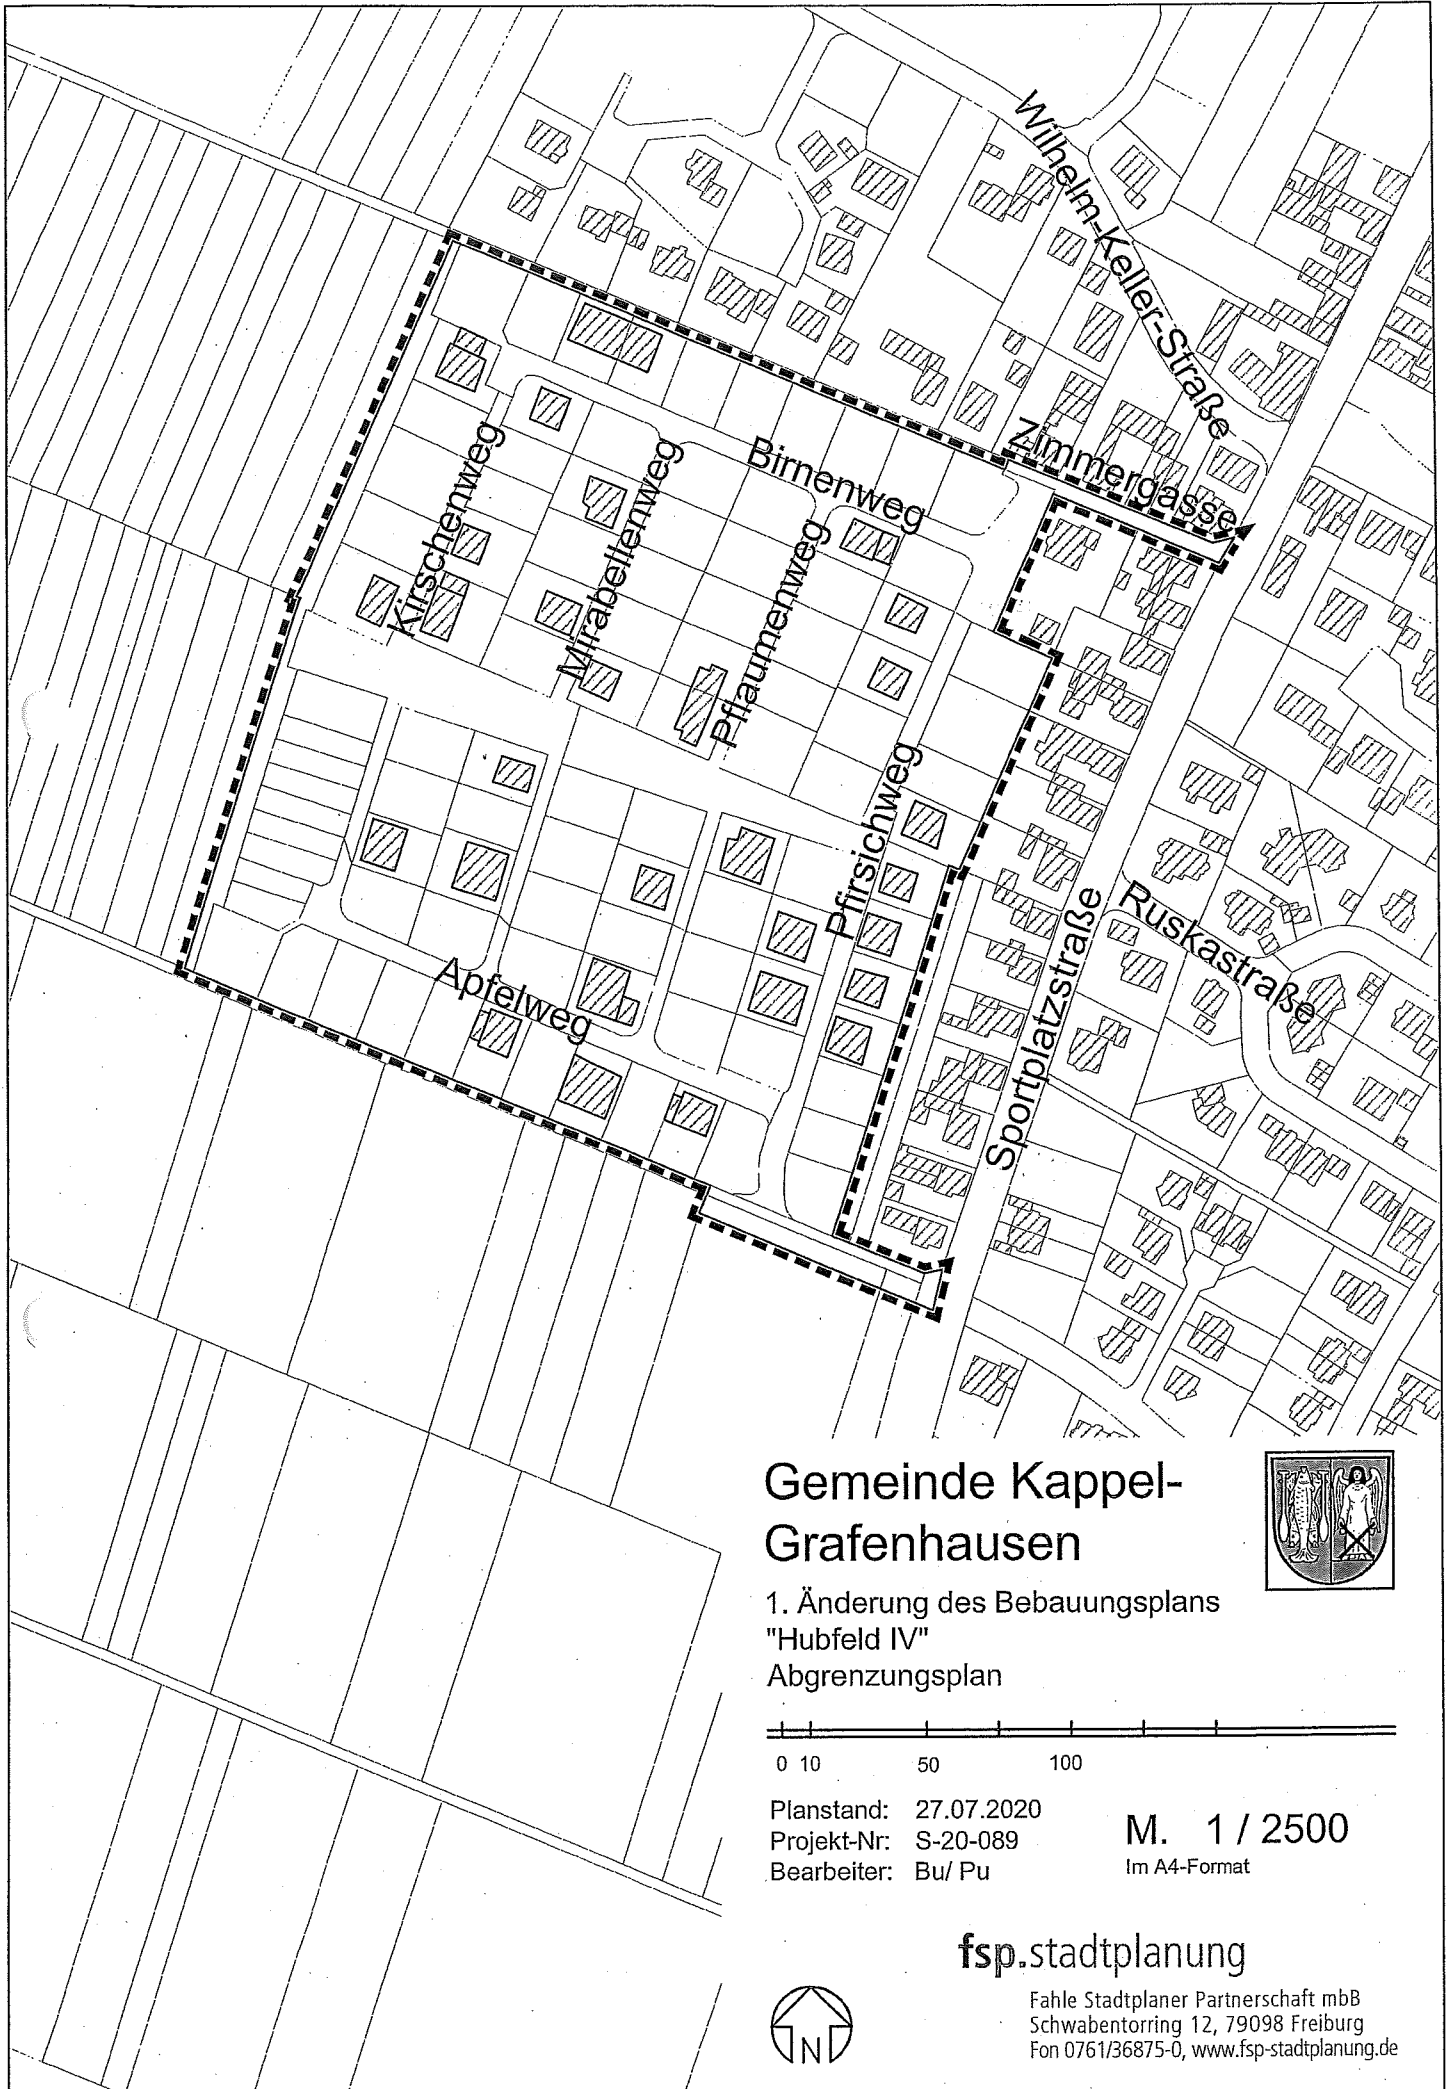 Wilhelm-Keller-Straße
Zimmergasse
Birnenweg
Kirschenweg
Mirabellenweg
Pflaumenweg
Pfirsichweg
Apfelweg
Sportplatzstraße
Ruskastraße
Gemeinde Kappel-
Grafenhausen
1. Änderung des Bebauungsplans
"Hubfeld IV"
Abgrenzungsplan
0 10 50 100
Planstand: 27.07.2020
Projekt-Nr: S-20-089
Bearbeiter: Bu/ Pu
M. 1 / 2500
Im A4-Format
fsp.stadtplanung
Fahle Stadtplaner Partnerschaft mbB
Schwabentorring 12, 79098 Freiburg
Fon 0761/36875-0, www.fsp-stadtplanung.de
N